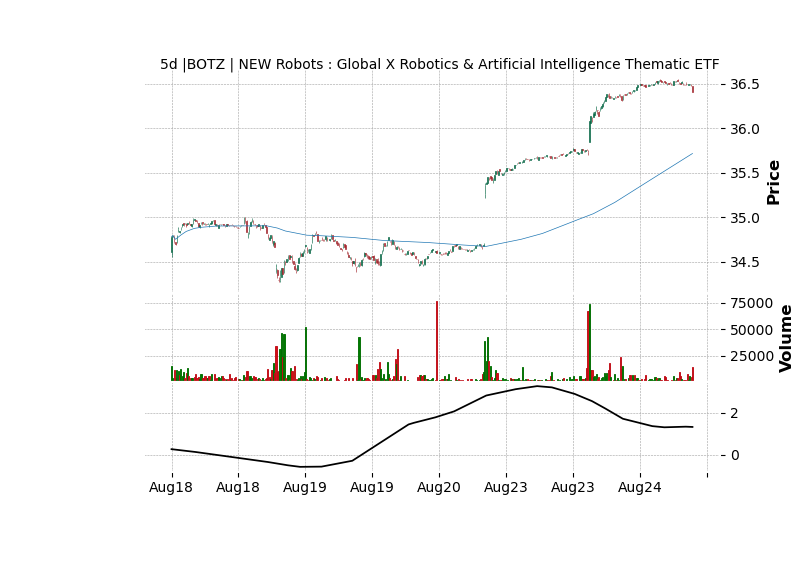 5d |BOTZ | NEW Robots : Global X Robotics & Artificial Intelligence Thematic ETF
36.5
36.0
35.5
35.0
34.5
Price
75000
50000
25000
Volume
2
0
Aug18 Aug18 Aug19 Aug19 Aug20 Aug23 Aug23 Aug24